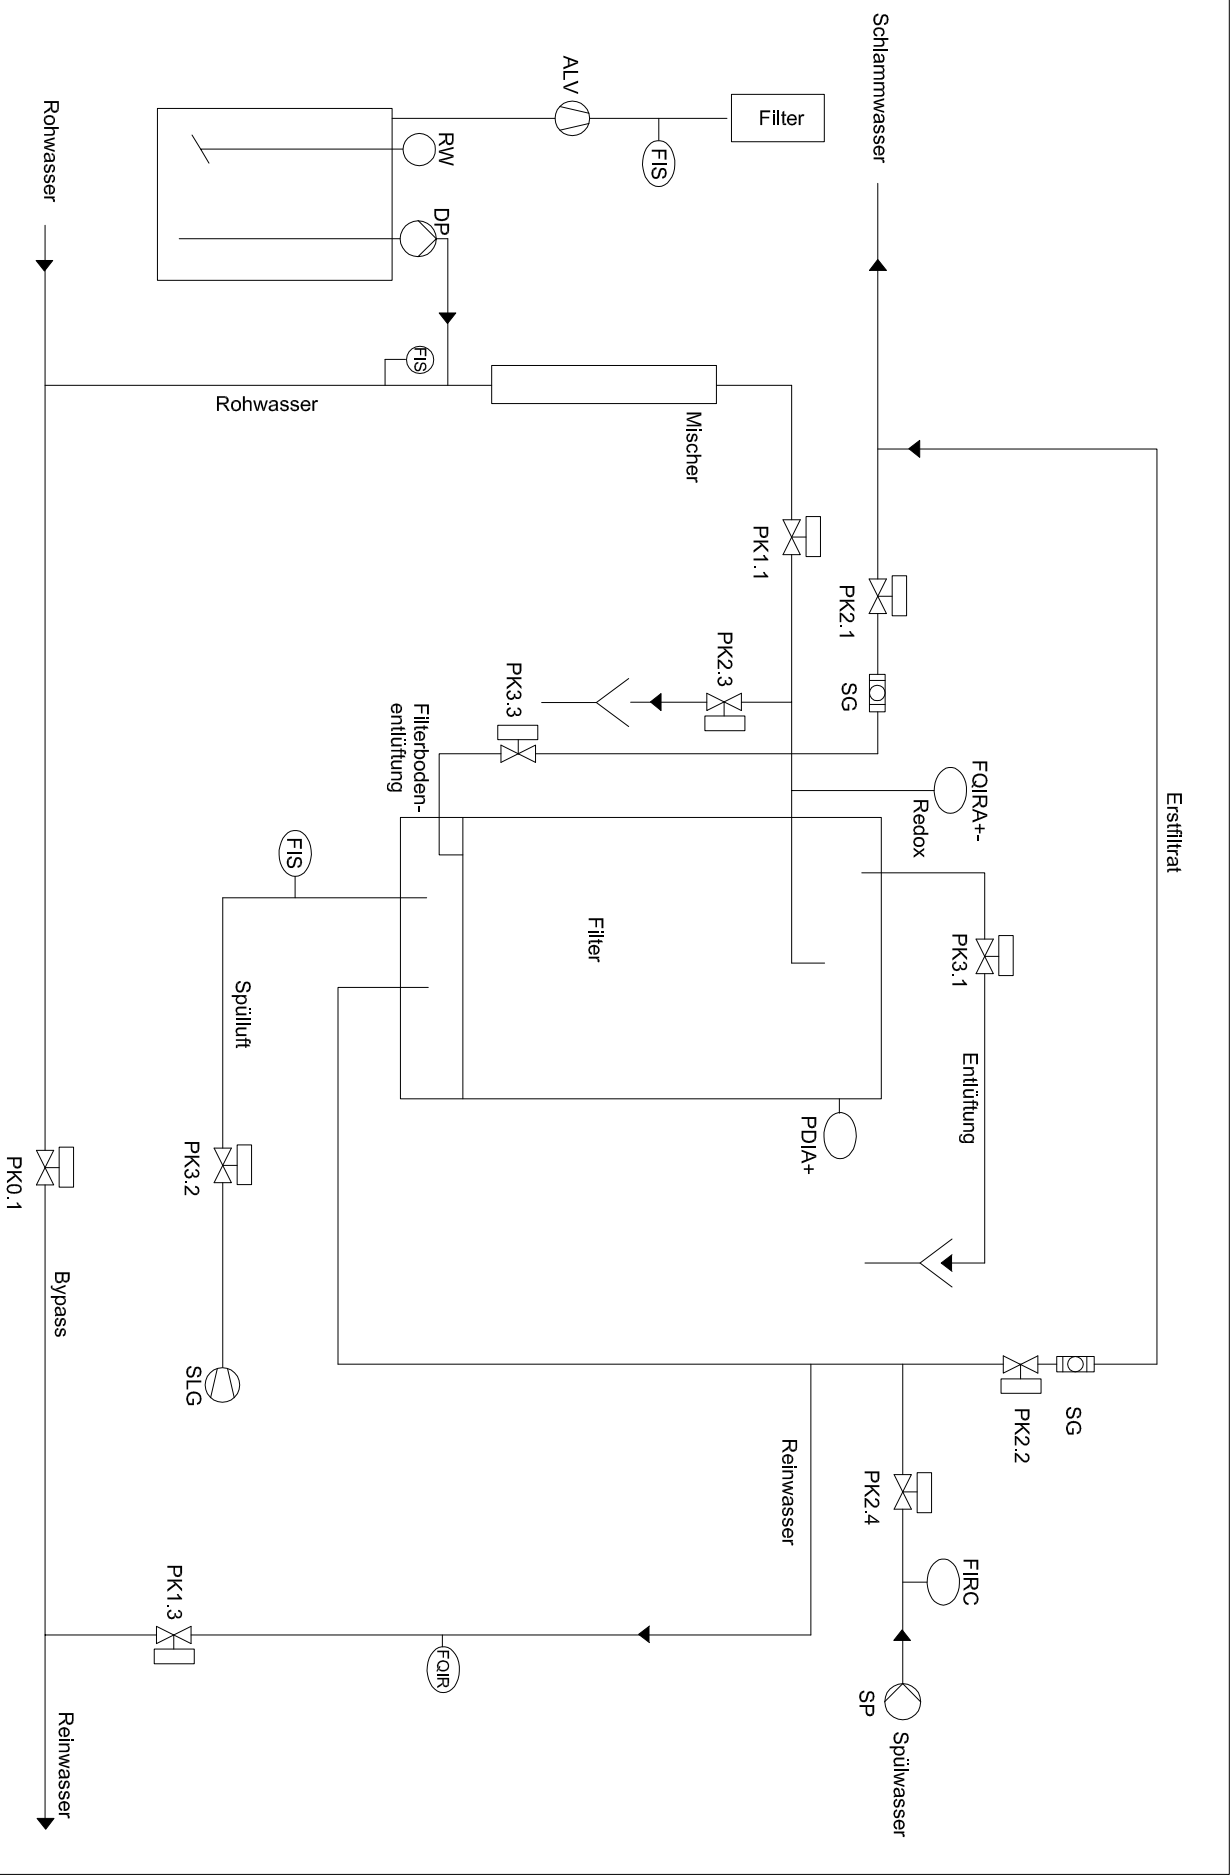 Schlammwasser
Erstfiltrat
ALV
Filter
FIS
Rohwasser
RW
DP
FIS
Rohwasser
Mischer
PK1.1
PK2.1
SG
PK2.3
PK3.3
Filterboden-
entlüftung
FQIRA+-
Redox
PK3.1
Entlüftung
FIS
Filter
PDIA+
Spülluft
PK3.2
SLG
PK0.1
Bypass
SG
PK2.2
Reinwasser
PK2.4
FIRC
SP
Spülwasser
PK1.3
FQIR
Reinwasser